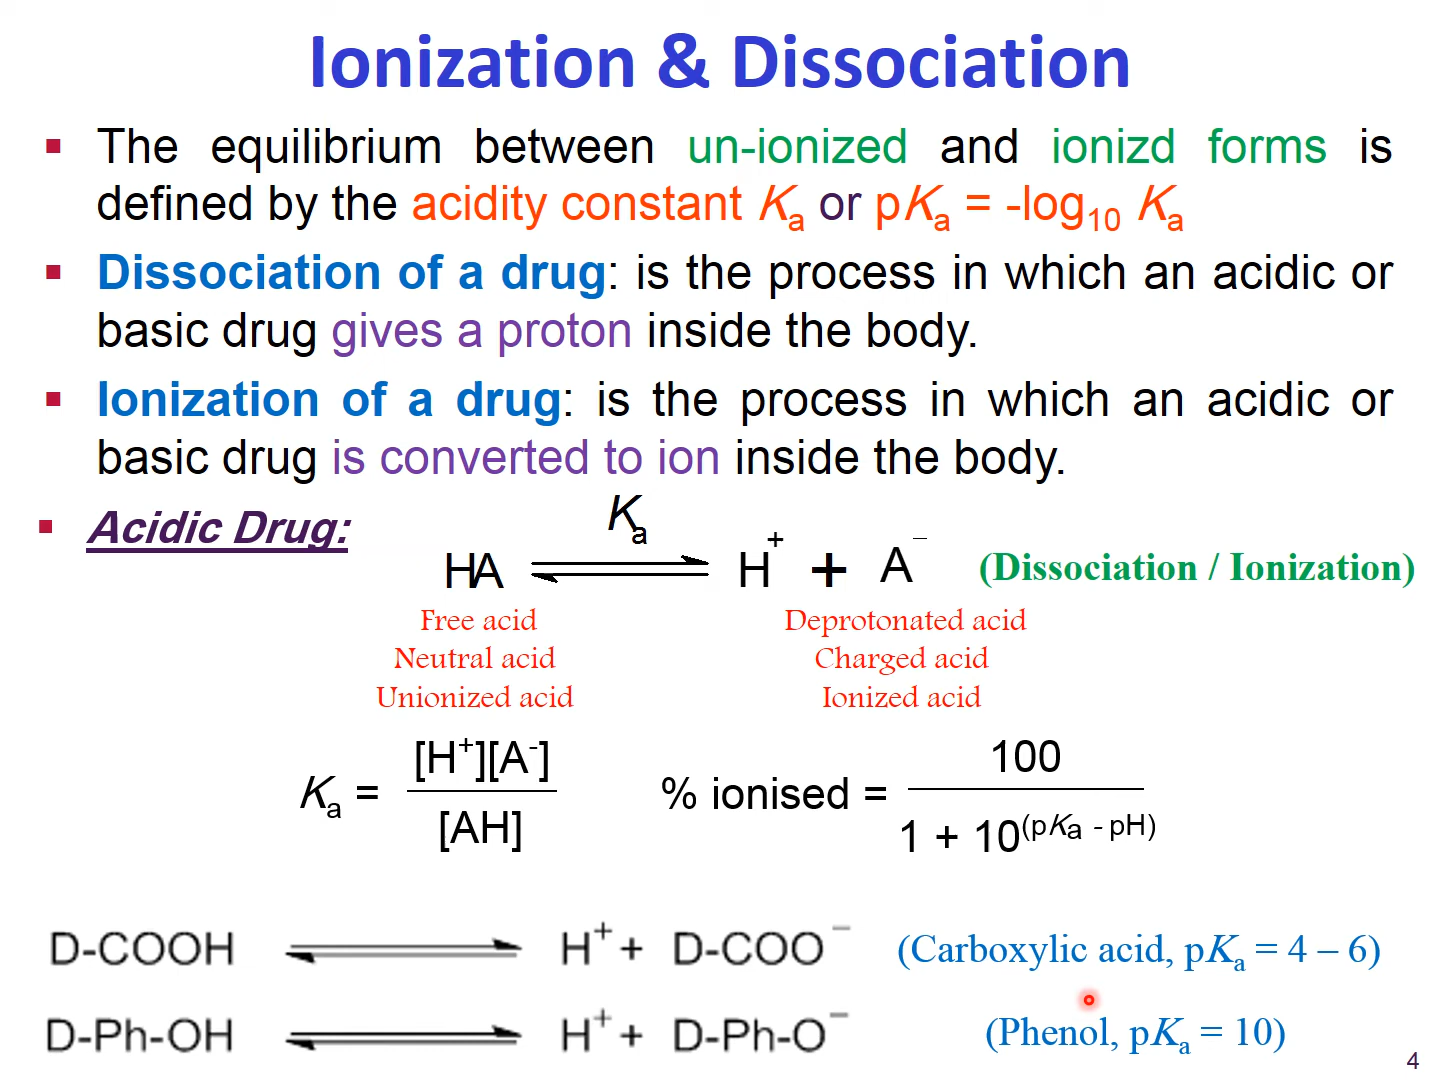 Ionization & Dissociation
▪ The equilibrium between un-ionized and ionizd forms is
defined by the acidity constant Kₐ or pKₐ = -log₁₀ Kₐ
▪ Dissociation of a drug: is the process in which an acidic or
basic drug gives a proton inside the body.
▪ Ionization of a drug: is the process in which an acidic or
basic drug is converted to ion inside the body.
▪ Acidic Drug:
Kₐ
HA ⇌ H⁺ + A⁻ (Dissociation / Ionization)
Free acid Deprotonated acid
Neutral acid Charged acid
Unionized acid Ionized acid
Kₐ = [H⁺][A⁻] / [AH]
% ionised = 100 / 1 + 10^(pKₐ - pH)
D-COOH ⇌ H⁺ + D-COO⁻ (Carboxylic acid, pKₐ = 4 – 6)
D-Ph-OH ⇌ H⁺ + D-Ph-O⁻ (Phenol, pKₐ = 10)
4